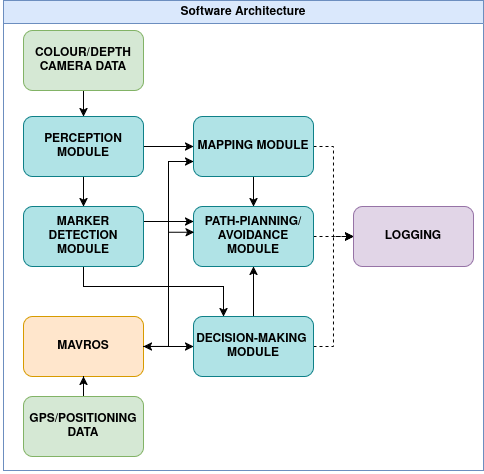 Software Architecture
COLOUR/DEPTH
CAMERA DATA
PERCEPTION
MODULE
MAPPING MODULE
MARKER
DETECTION
MODULE
PATH-PLANNING/
AVOIDANCE
MODULE
LOGGING
MAVROS
DECISION-MAKING
MODULE
GPS/POSITIONING
DATA